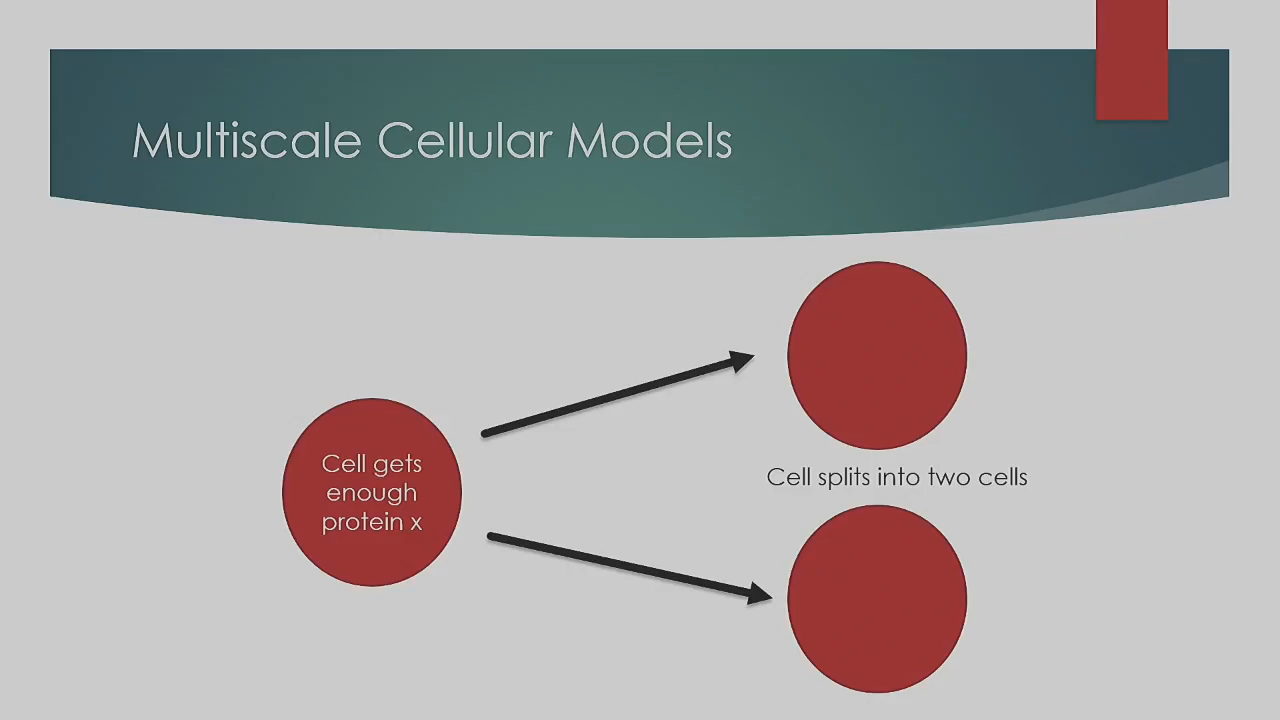 Multiscale Cellular Models
Cell gets
enough
protein x
Cell splits into two cells